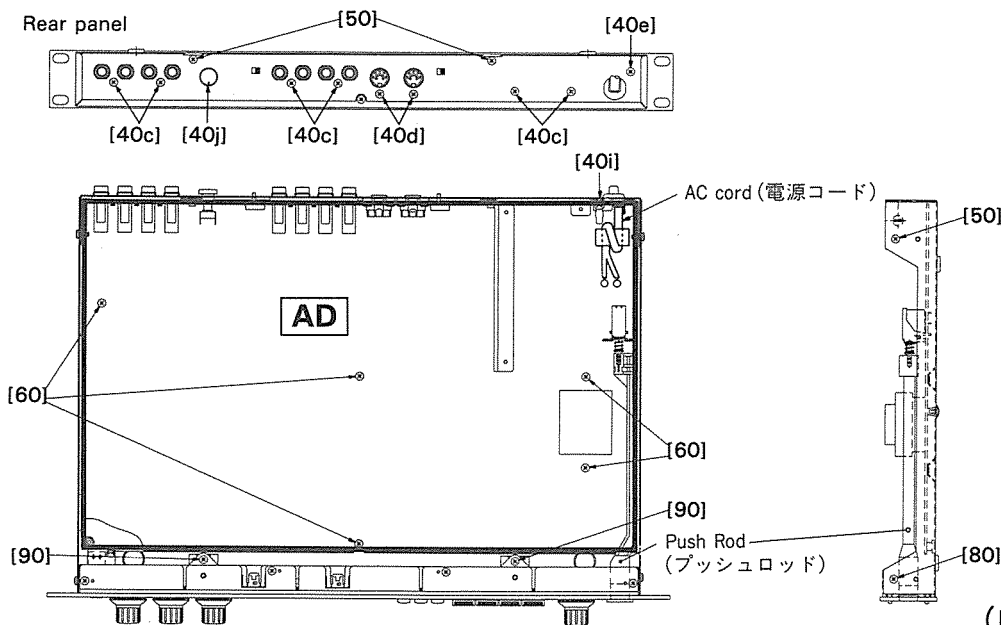 Rear panel
[50]
[40e]
[40c]
[40j]
[40c]
[40d]
[40c]
[40i]
AC cord (電源コード)
[50]
AD
[60]
[60]
[90]
[90]
Push Rod
(プッシュロッド)
[80]